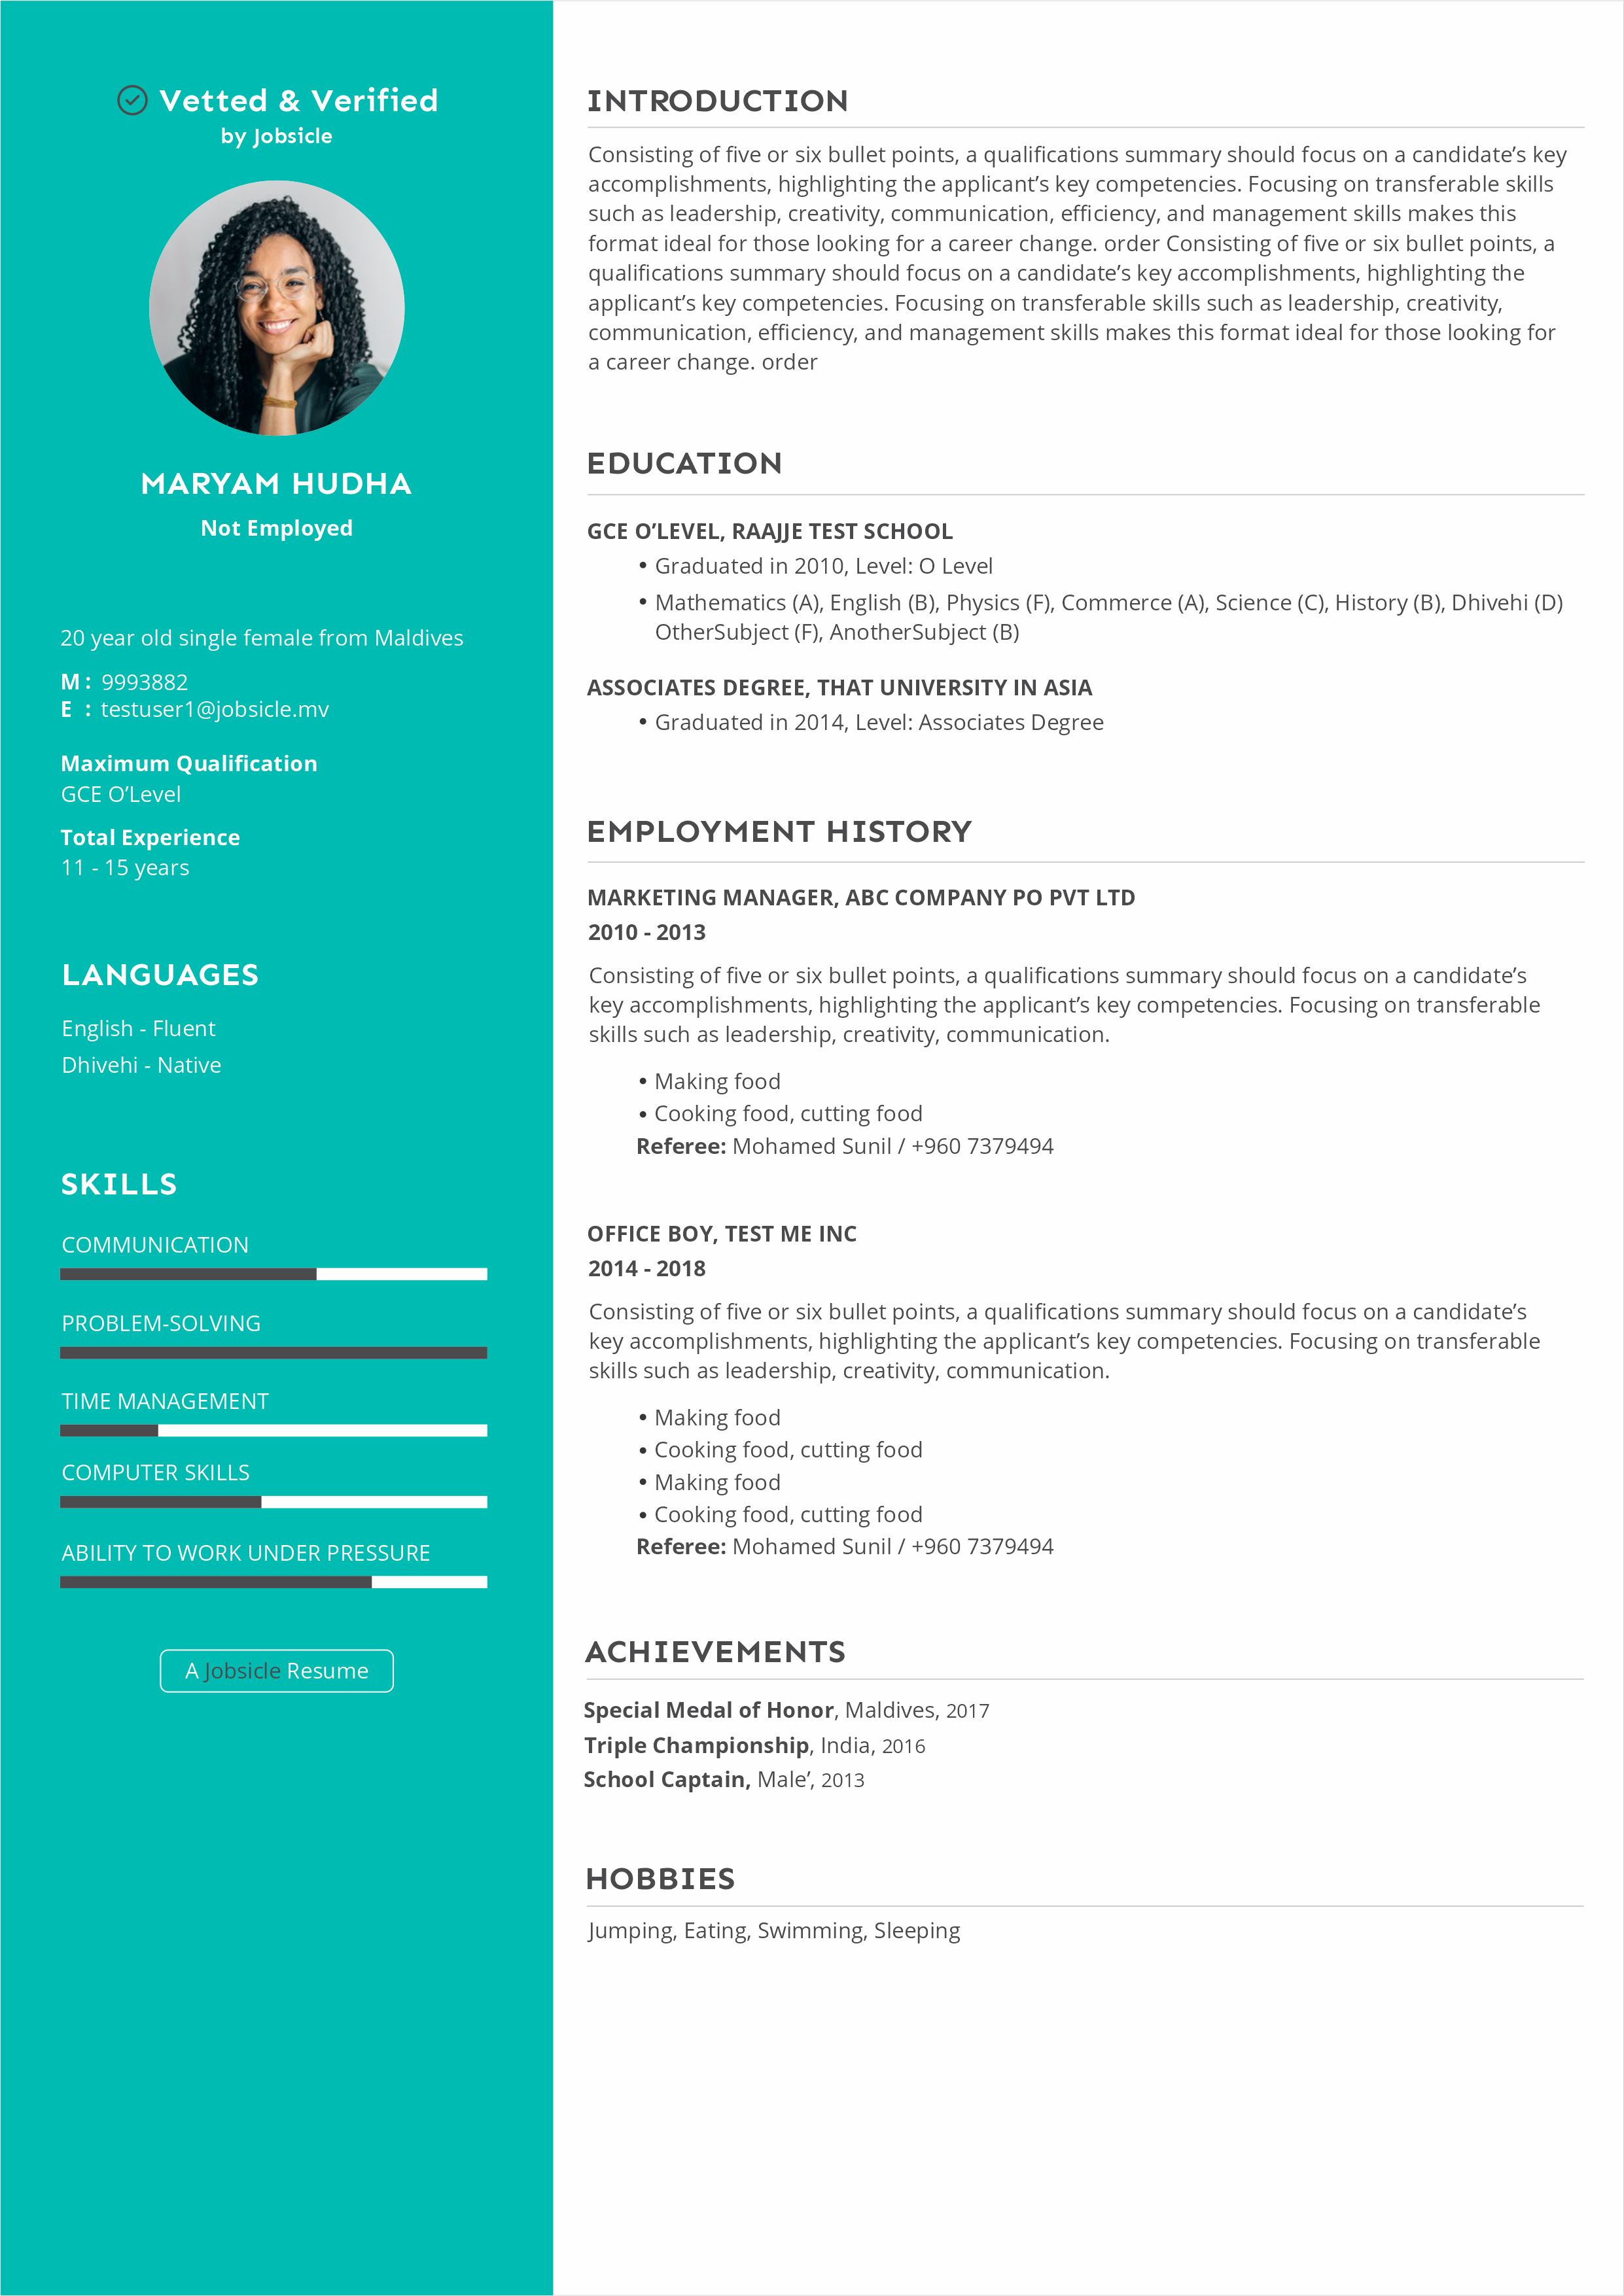 Vetted & Verified
by Jobsicle
MARYAM HUDHA
Not Employed
20 year old single female from Maldives
M : 9993882
E : testuser1@jobsicle.mv
Maximum Qualification
GCE O’Level
Total Experience
11 - 15 years
LANGUAGES
English - Fluent
Dhivehi - Native
SKILLS
COMMUNICATION
PROBLEM-SOLVING
TIME MANAGEMENT
COMPUTER SKILLS
ABILITY TO WORK UNDER PRESSURE
A Jobsicle Resume
INTRODUCTION
Consisting of five or six bullet points, a qualifications summary should focus on a candidate’s key
accomplishments, highlighting the applicant’s key competencies. Focusing on transferable skills
such as leadership, creativity, communication, efficiency, and management skills makes this
format ideal for those looking for a career change. order Consisting of five or six bullet points, a
qualifications summary should focus on a candidate’s key accomplishments, highlighting the
applicant’s key competencies. Focusing on transferable skills such as leadership, creativity,
communication, efficiency, and management skills makes this format ideal for those looking for
a career change. order
EDUCATION
GCE O’LEVEL, RAAJJE TEST SCHOOL
• Graduated in 2010, Level: O Level
• Mathematics (A), English (B), Physics (F), Commerce (A), Science (C), History (B), Dhivehi (D)
OtherSubject (F), AnotherSubject (B)
ASSOCIATES DEGREE, THAT UNIVERSITY IN ASIA
• Graduated in 2014, Level: Associates Degree
EMPLOYMENT HISTORY
MARKETING MANAGER, ABC COMPANY PO PVT LTD
2010 - 2013
Consisting of five or six bullet points, a qualifications summary should focus on a candidate’s
key accomplishments, highlighting the applicant’s key competencies. Focusing on transferable
skills such as leadership, creativity, communication.
• Making food
• Cooking food, cutting food
Referee: Mohamed Sunil / +960 7379494
OFFICE BOY, TEST ME INC
2014 - 2018
Consisting of five or six bullet points, a qualifications summary should focus on a candidate’s
key accomplishments, highlighting the applicant’s key competencies. Focusing on transferable
skills such as leadership, creativity, communication.
• Making food
• Cooking food, cutting food
• Making food
• Cooking food, cutting food
Referee: Mohamed Sunil / +960 7379494
ACHIEVEMENTS
Special Medal of Honor, Maldives, 2017
Triple Championship, India, 2016
School Captain, Male’, 2013
HOBBIES
Jumping, Eating, Swimming, Sleeping